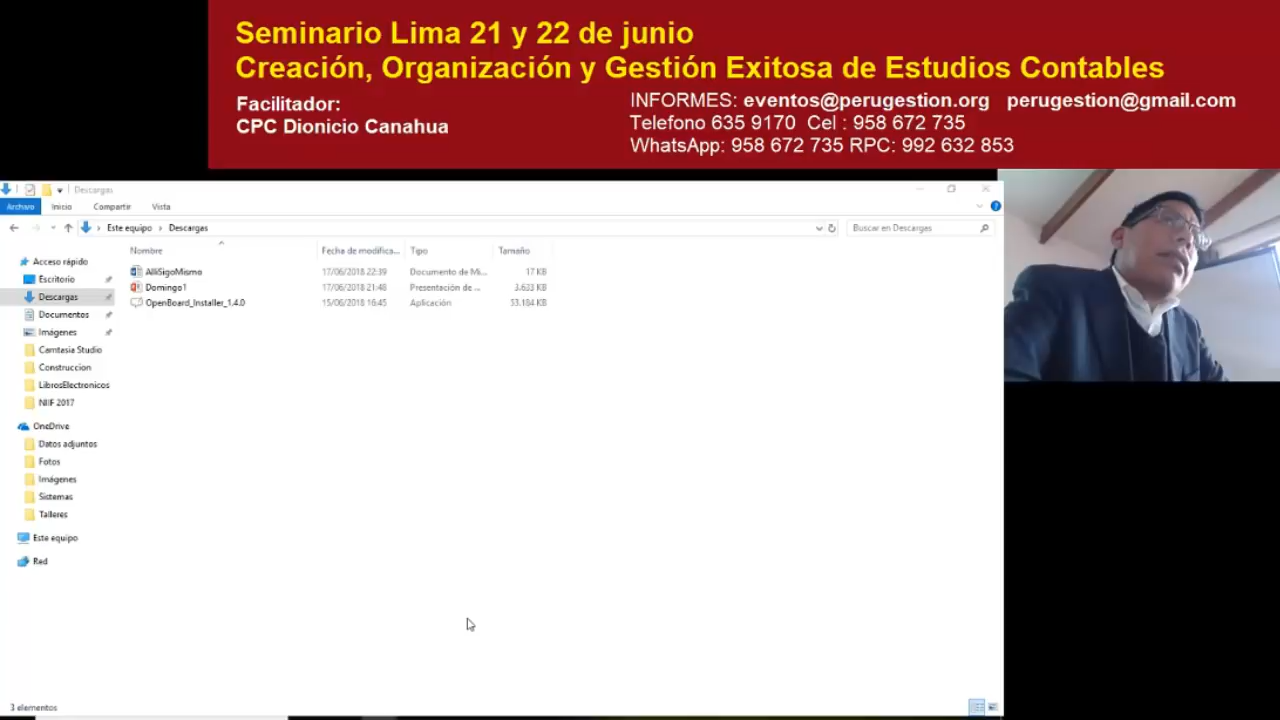 Seminario Lima 21 y 22 de junio
Creación, Organización y Gestión Exitosa de Estudios Contables
Facilitador:
CPC Dionicio Canahua
INFORMES: eventos@perugestion.org perugestion@gmail.com
Telefono 635 9170 Cel : 958 672 735
WhatsApp: 958 672 735 RPC: 992 632 853
Descargas
Archivo Inicio Compartir Vista
Este equipo Descargas Buscar en Descargas
Nombre Fecha de modifica... Tipo Tamaño
AlliSigoMismo 17/06/2018 22:39 Documento de Mi... 17 KB
Domingo1 17/06/2018 21:48 Presentación de ... 3.633 KB
OpenBoard_Installer_1.4.0 15/06/2018 16:45 Aplicación 53.184 KB
Acceso rápido
Escritorio
Descargas
Documentos
Imágenes
Camtasia Studio
Construccion
LibrosElectronicos
NIIF 2017
OneDrive
Datos adjuntos
Fotos
Imágenes
Sistemas
Talleres
Este equipo
Red
3 elementos